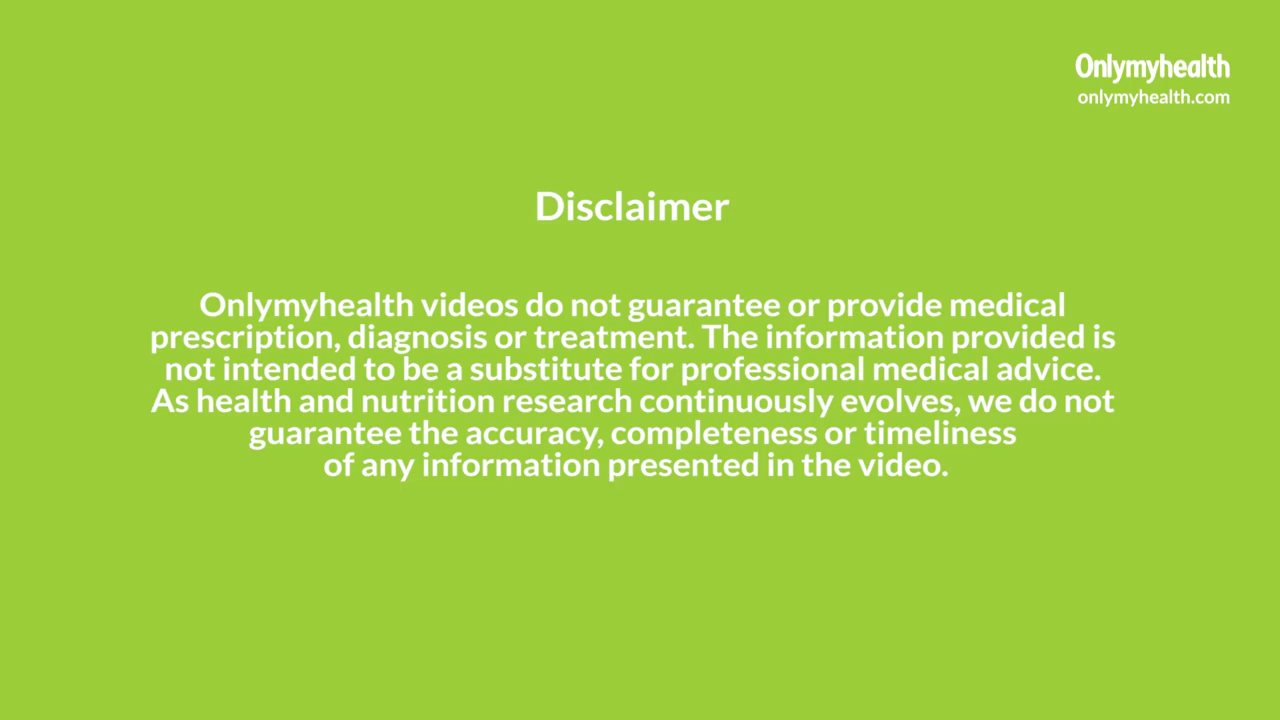 Onlymyhealth
onlymyhealth.com
Disclaimer
Onlymyhealth videos do not guarantee or provide medical
prescription, diagnosis or treatment. The information provided is
not intended to be a substitute for professional medical advice.
As health and nutrition research continuously evolves, we do not
guarantee the accuracy, completeness or timeliness
of any information presented in the video.